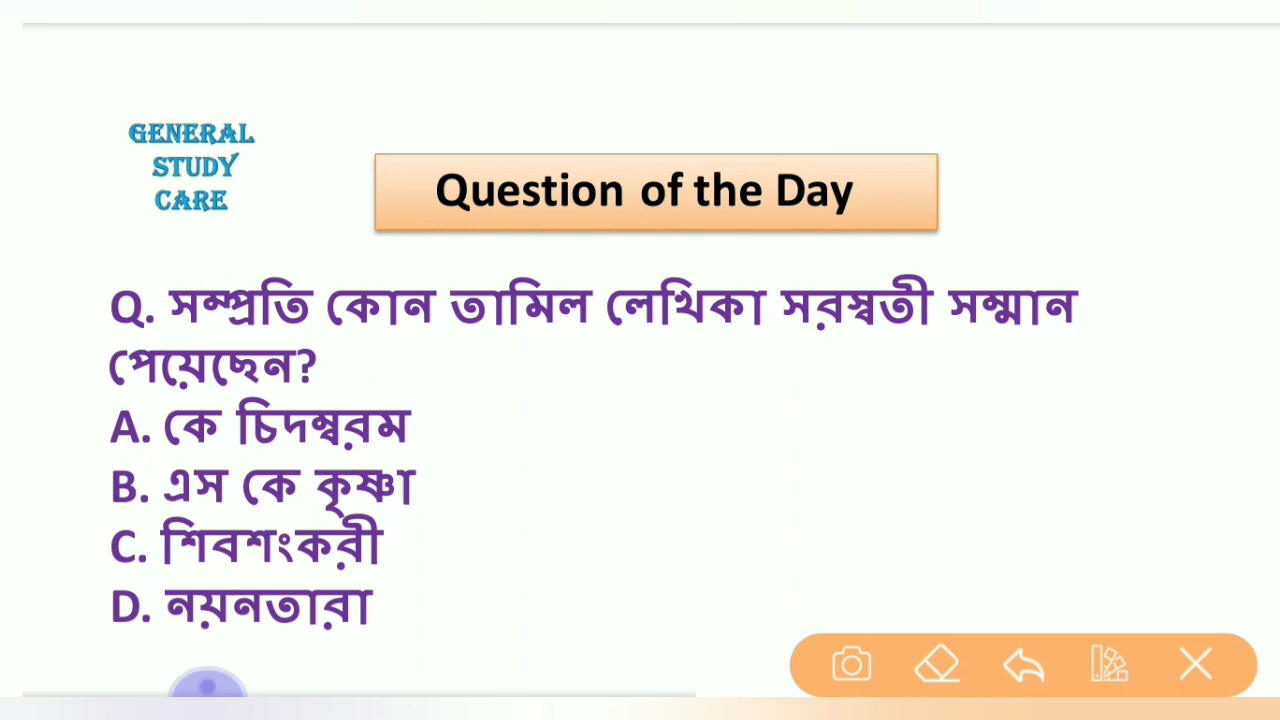 GENERAL
STUDY
CARE
Question of the Day
Q. সম্প্রতি কোন তামিল লেখিকা সরস্বতী সম্মান
পেয়েছেন?
A. কে চিদম্বরম
B. এস কে কৃষ্ণা
C. শিবশংকরী
D. নয়নতারা